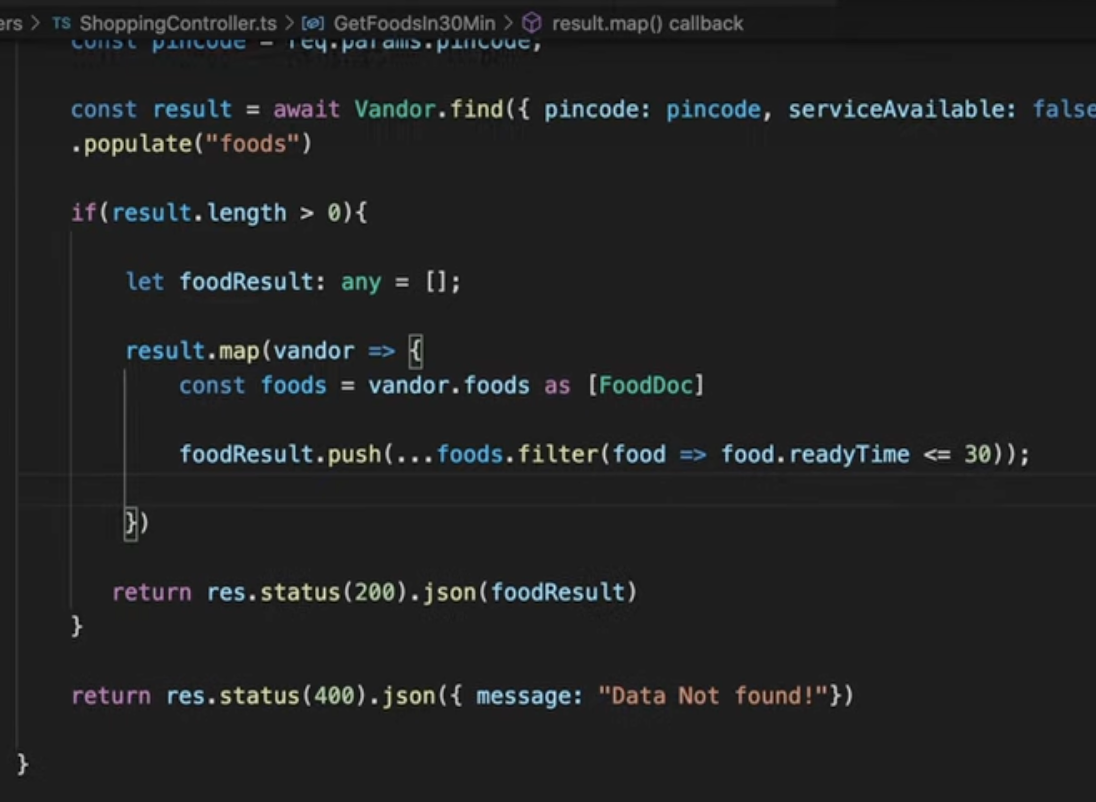 ers > TS ShoppingController.ts > GetFoodsIn30Min > result.map() callback
const pincode = req.params.pincode;
const result = await Vandor.find({ pincode: pincode, serviceAvailable: false
.populate("foods")
if(result.length > 0){
let foodResult: any = [];
result.map(vandor => {
const foods = vandor.foods as [FoodDoc]
foodResult.push(...foods.filter(food => food.readyTime <= 30));
})
return res.status(200).json(foodResult)
}
return res.status(400).json({ message: "Data Not found!"})
}